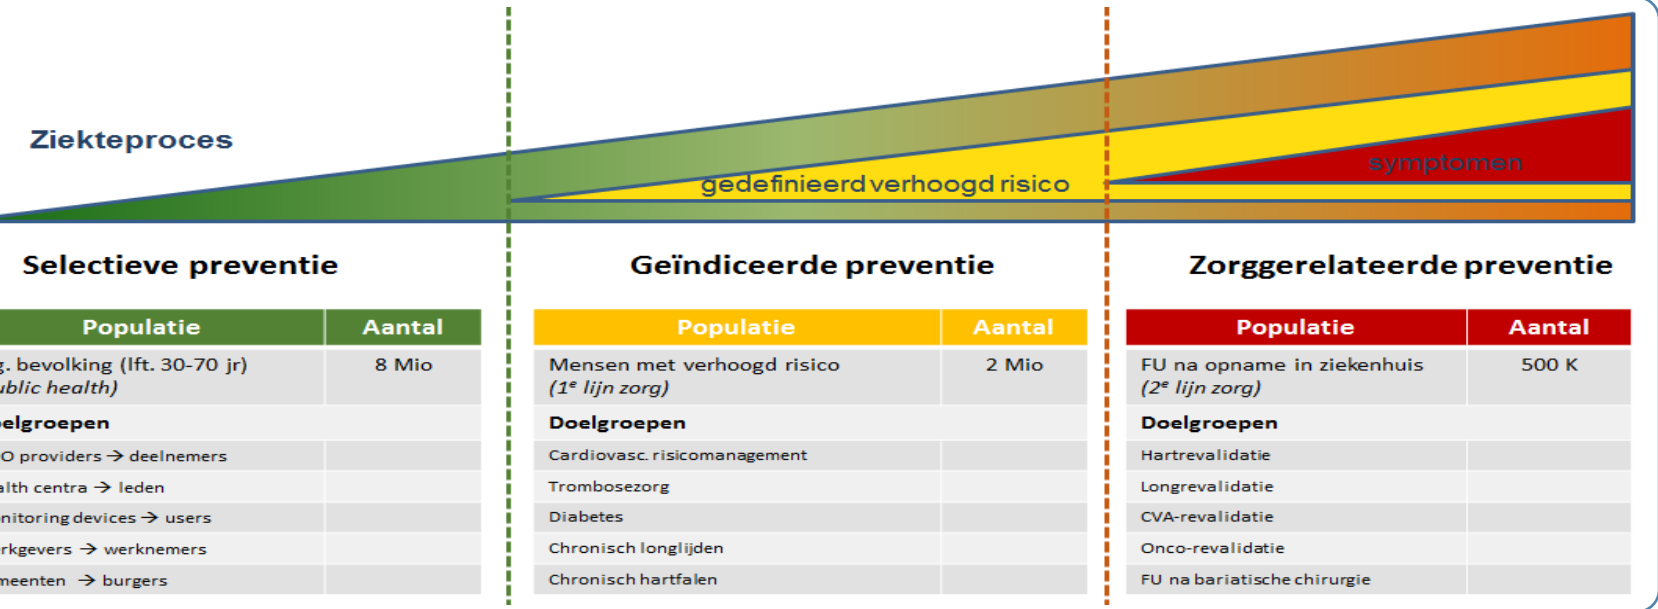 Ziekteproces
gedefinieerd verhoogd risico
symptomen
Selectieve preventie
Populatie Aantal
. bevolking (lft. 30-70 jr) 8 Mio
health)
providers → deelnemers
centra → leden
devices → users
→ werknemers
→ burgers
Geïndiceerde preventie
Populatie Aantal
Mensen met verhoogd risico 2 Mio
(1e lijn zorg)
Doelgroepen
Cardiovasc. risicomanagement
Trombosezorg
Diabetes
Chronisch longlijden
Chronisch hartfalen
Zorggerelateerde preventie
Populatie Aantal
FU na opname in ziekenhuis 500 K
(2e lijn zorg)
Doelgroepen
Hartrevalidatie
Longrevalidatie
CVA-revalidatie
Onco-revalidatie
FU na bariatische chirurgie